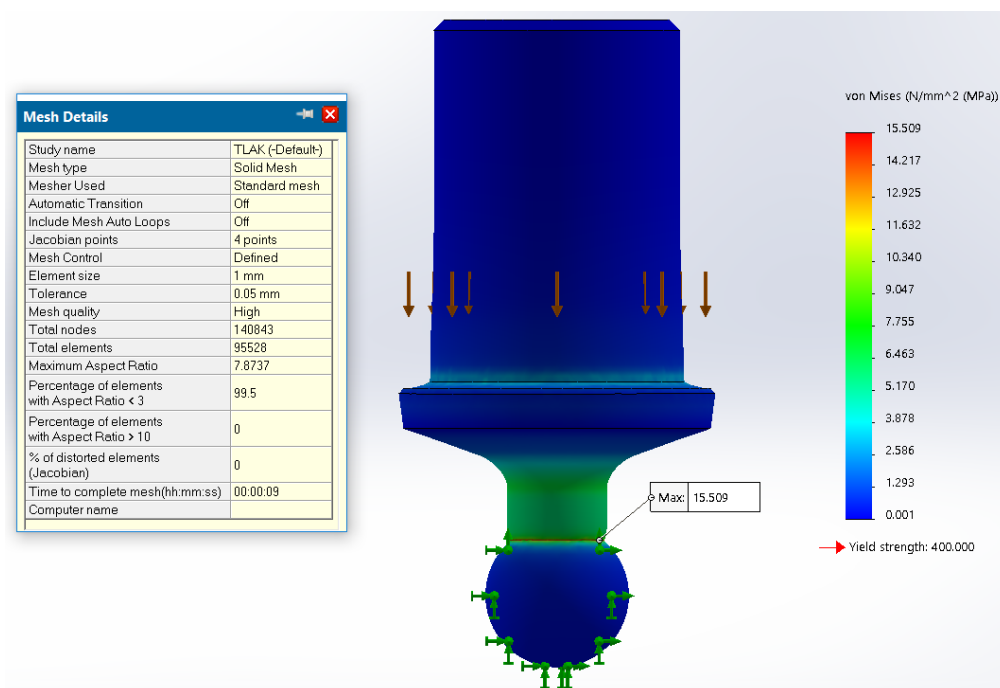 Mesh Details
Study name TLAK (-Default-)
Mesh type Solid Mesh
Mesher Used Standard mesh
Automatic Transition Off
Include Mesh Auto Loops Off
Jacobian points 4 points
Mesh Control Defined
Element size 1 mm
Tolerance 0.05 mm
Mesh quality High
Total nodes 140843
Total elements 95528
Maximum Aspect Ratio 7.8737
Percentage of elements
with Aspect Ratio < 3 99.5
Percentage of elements
with Aspect Ratio > 10 0
% of distorted elements
(Jacobian) 0
Time to complete mesh(hh:mm:ss) 00:00:09
Computer name
Max: 15.509
von Mises (N/mm^2 (MPa))
15.509
14.217
12.925
11.632
10.340
9.047
7.755
6.463
5.170
3.878
2.586
1.293
0.001
Yield strength: 400.000